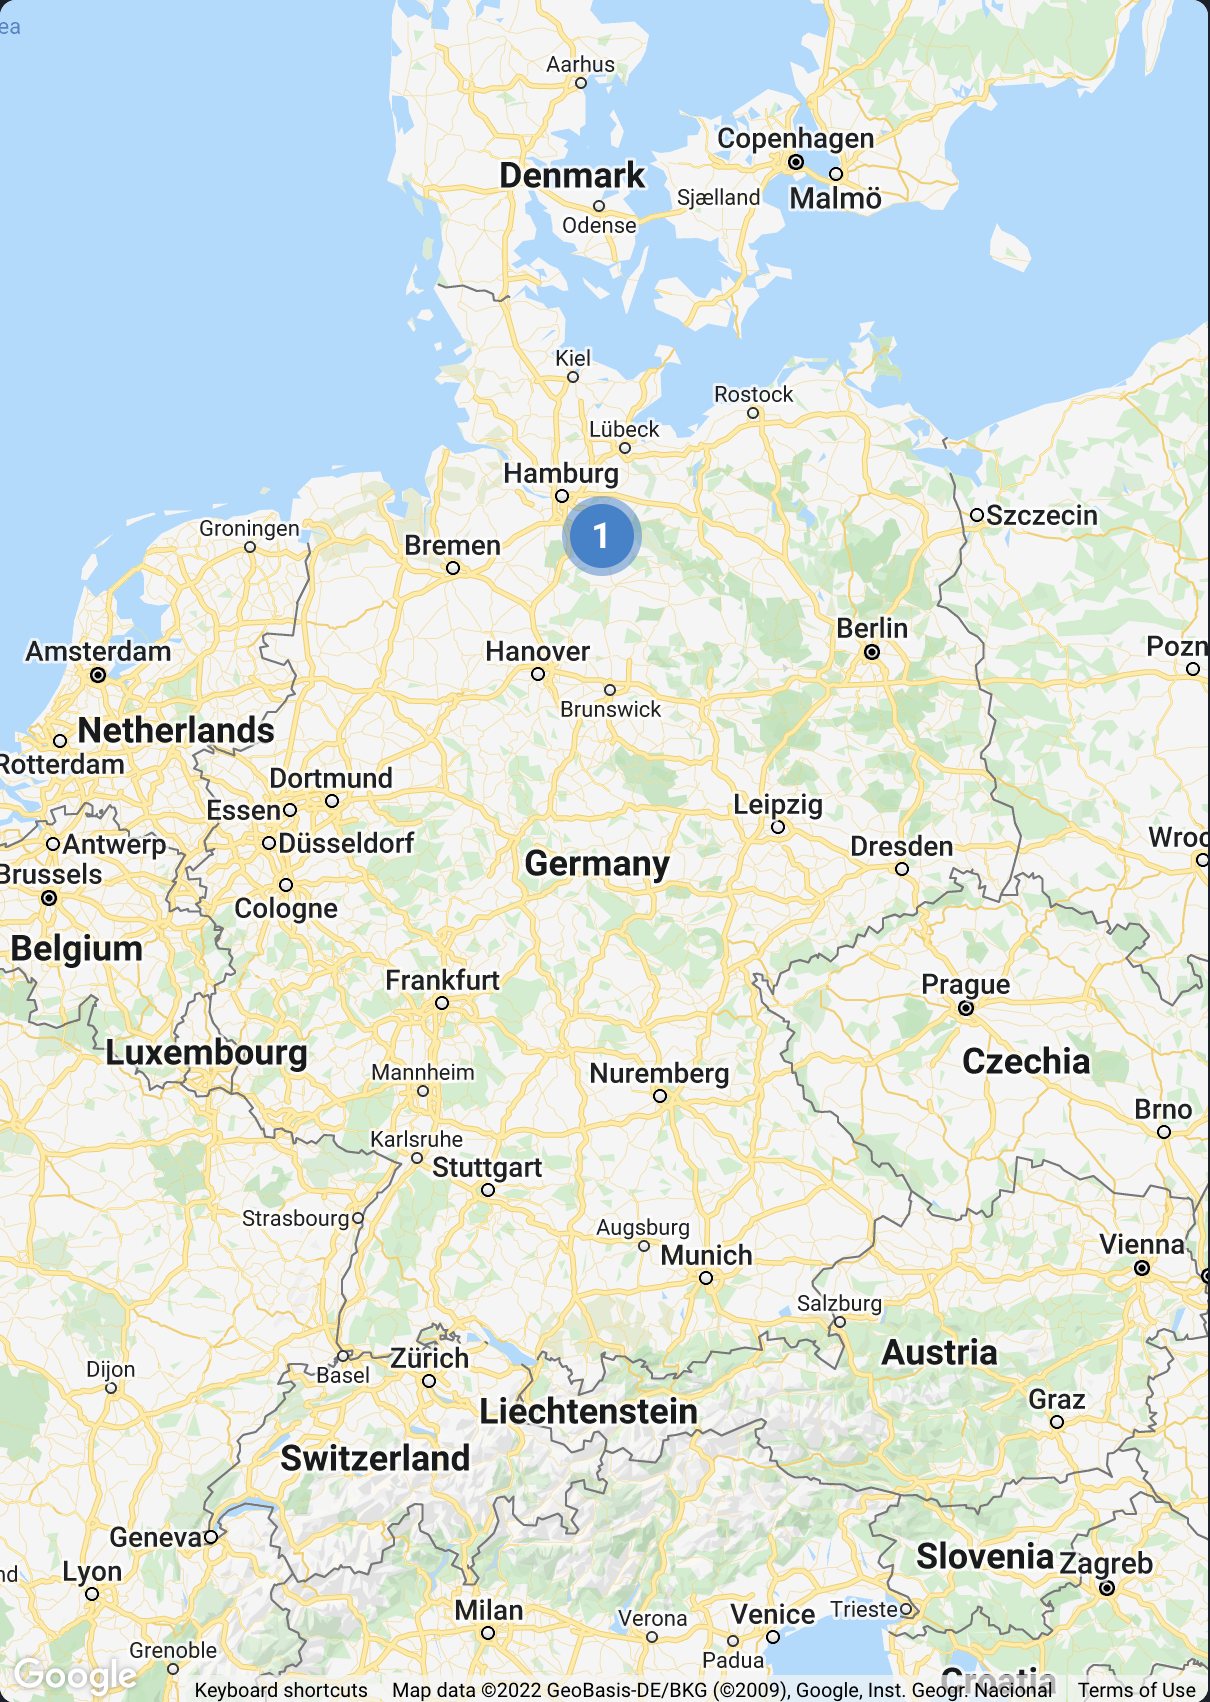 ea
Aarhus
Copenhagen
Denmark
Malmö
Sjælland
Odense
Kiel
Rostock
Lübeck
Hamburg
Szczecin
Groningen
1
Bremen
Berlin
Pozn
Amsterdam
Hanover
Brunswick
Netherlands
Rotterdam
Dortmund
Essen
Leipzig
Düsseldorf
Antwerp
Wroc
Dresden
Germany
Brussels
Cologne
Belgium
Frankfurt
Prague
Luxembourg
Czechia
Mannheim
Nuremberg
Brno
Karlsruhe
Stuttgart
Strasbourg
Augsburg
Munich
Vienna
Salzburg
Austria
Dijon
Basel
Zürich
Graz
Liechtenstein
Switzerland
Geneva
Slovenia
Zagreb
nd
Lyon
Milan
Verona
Venice
Trieste
Grenoble
Padua
Croatia
Google
Keyboard shortcuts
Map data ©2022 GeoBasis-DE/BKG (©2009), Google, Inst. Geogr. Nacional
Terms of Use